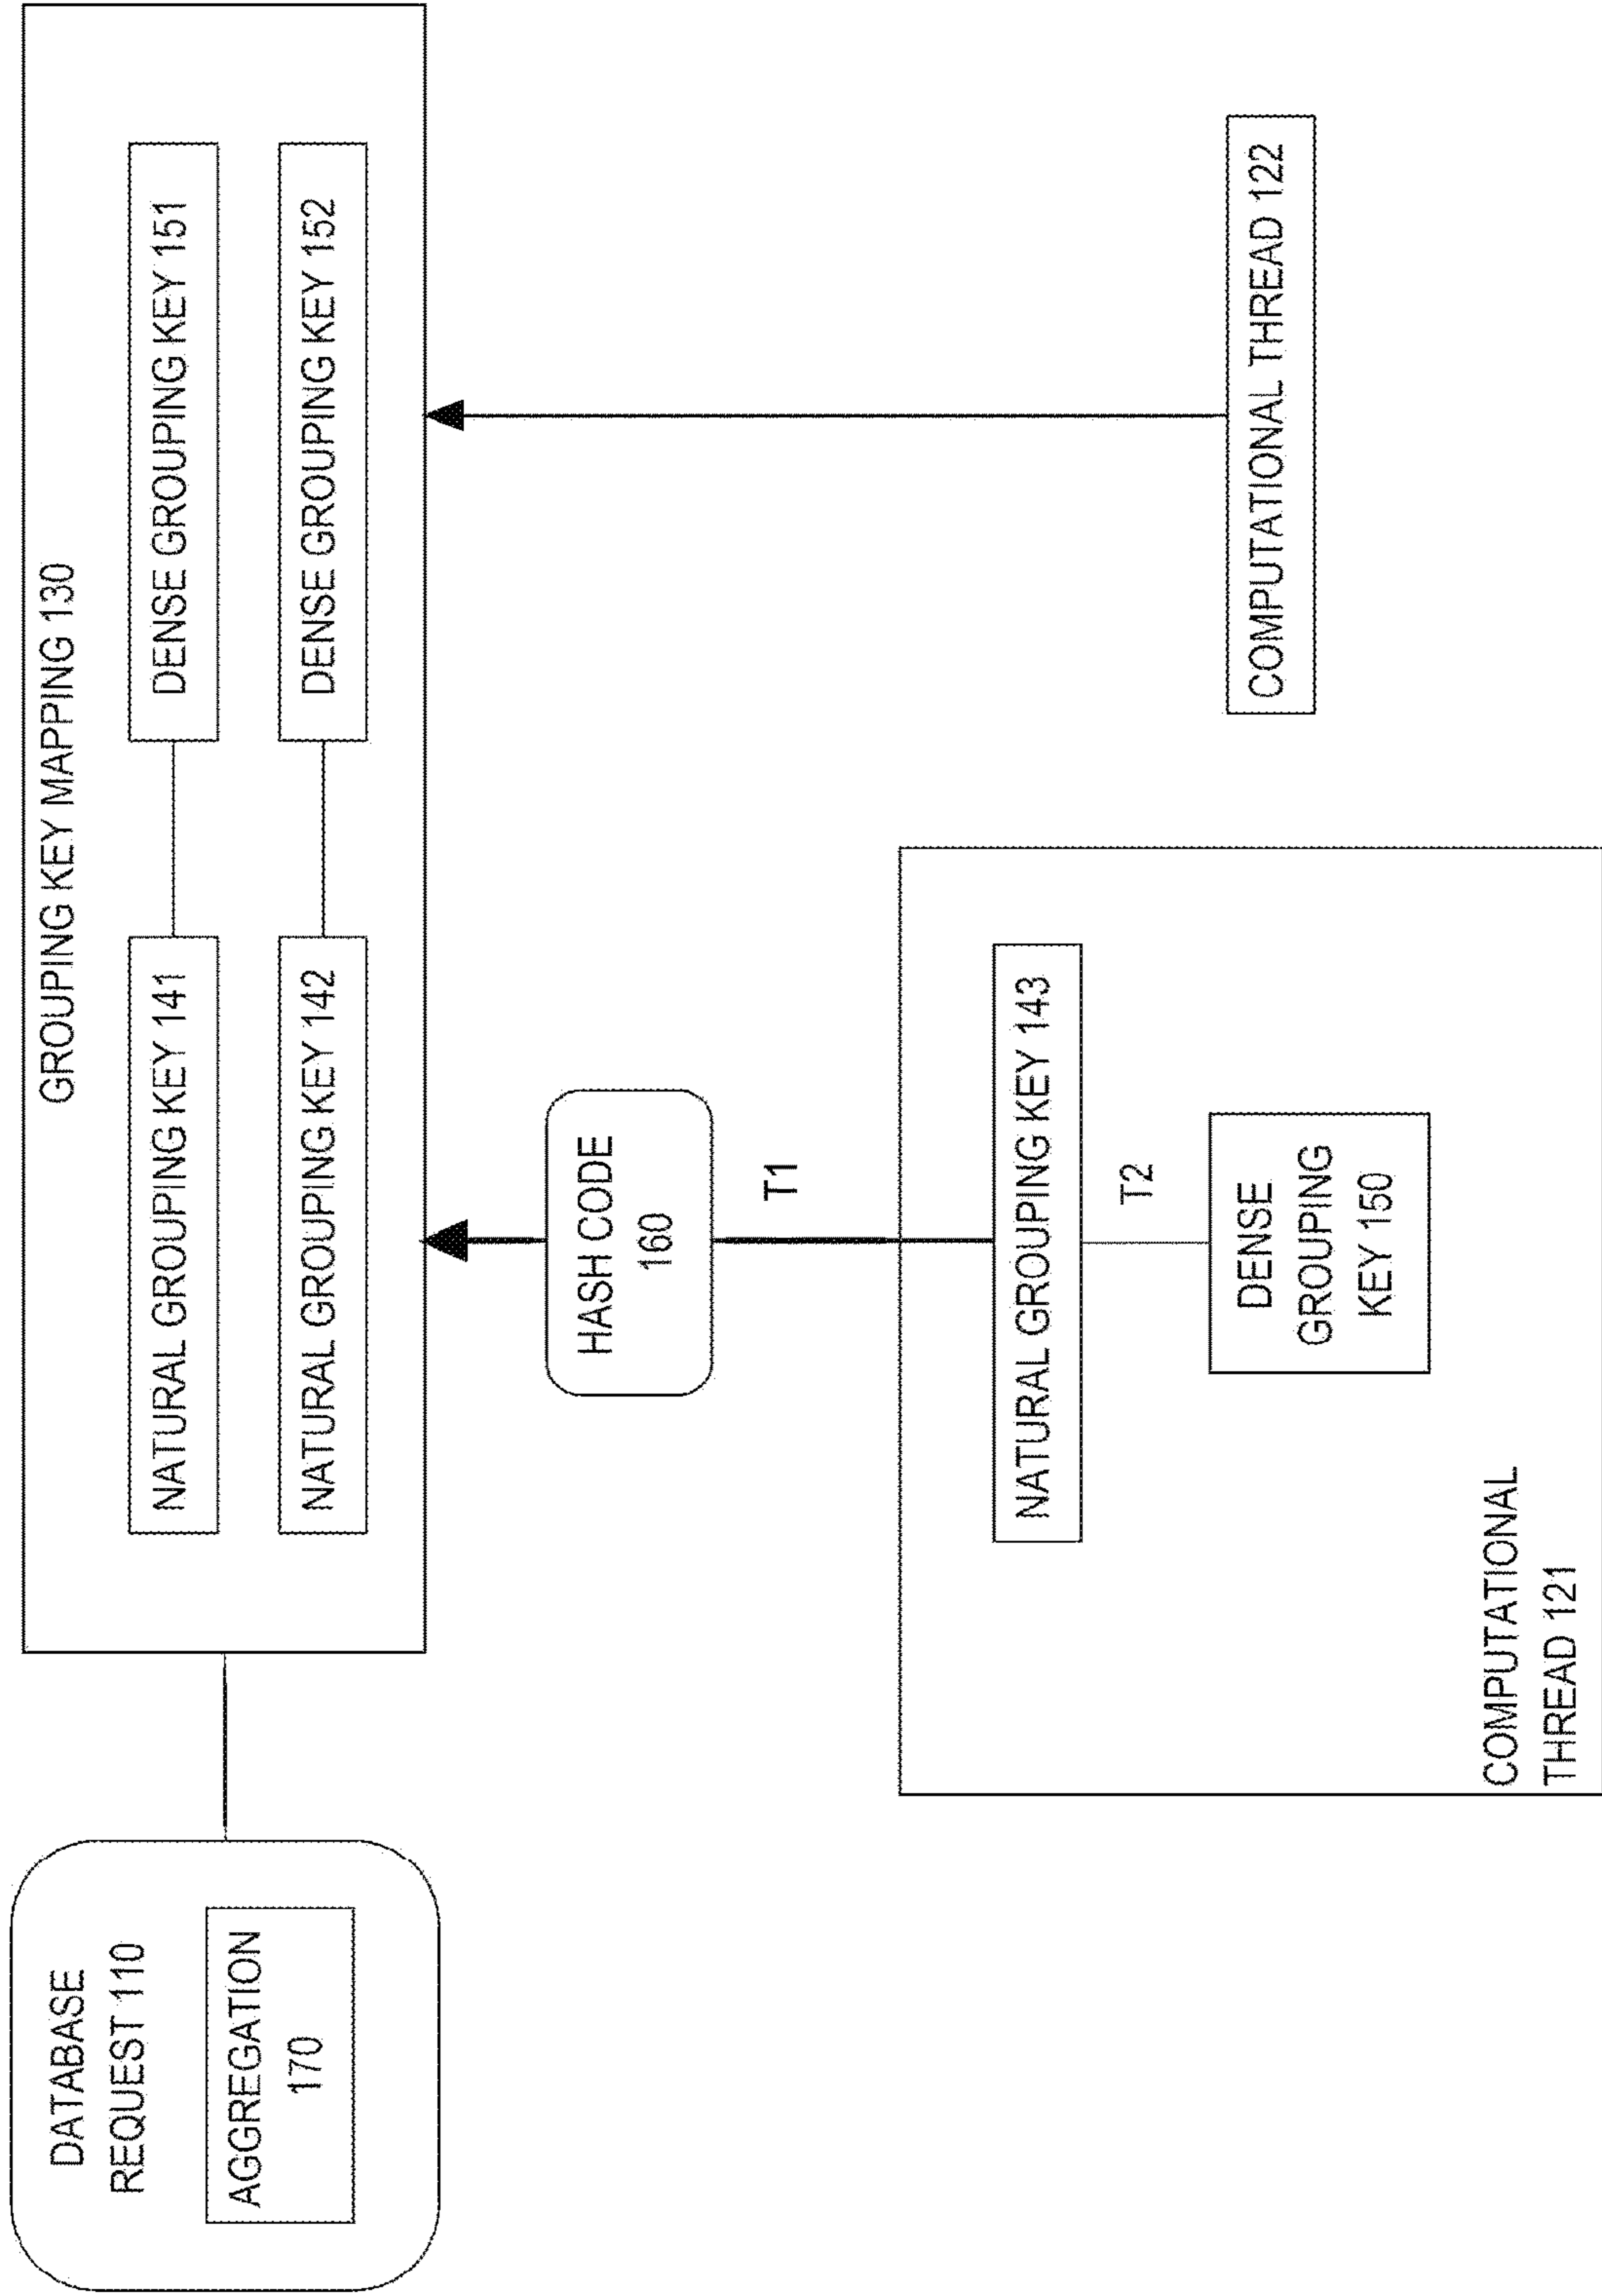 DATABASE
REQUEST 110
AGGREGATION
170
GROUPING KEY MAPPING 130
NATURAL GROUPING KEY 141
DENSE GROUPING KEY 151
NATURAL GROUPING KEY 142
DENSE GROUPING KEY 152
HASH CODE
160
T1
NATURAL GROUPING KEY 143
T2
DENSE
GROUPING
KEY 150
COMPUTATIONAL
THREAD 121
COMPUTATIONAL THREAD 122